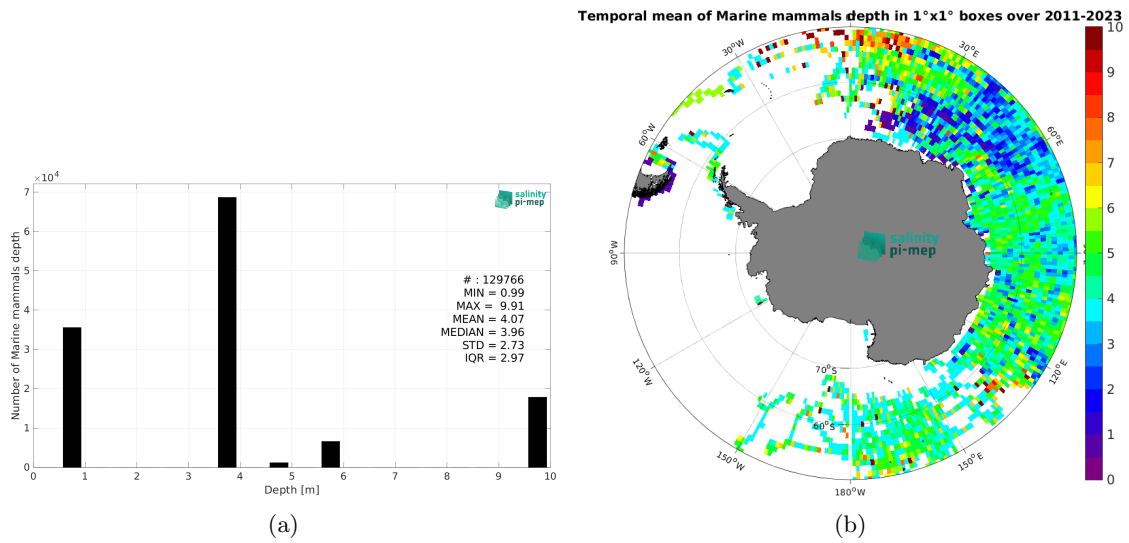 Temporal mean of Marine mammals depth in 1°x1° boxes over 2011-2023
×10⁴
7
6
5
4
3
2
1
0
Number of Marine mammals depth
0 1 2 3 4 5 6 7 8 9 10
Depth [m]
salinity
pi-mep
# : 129766
MIN = 0.99
MAX = 9.91
MEAN = 4.07
MEDIAN = 3.96
STD = 2.73
IQR = 2.97
(a)
30°W
0°
30°E
60°W
60°E
90°W
120°W
120°E
150°W
150°E
180°W
70°S
60°S
salinity
pi-mep
10
9
8
7
6
5
4
3
2
1
0
(b)